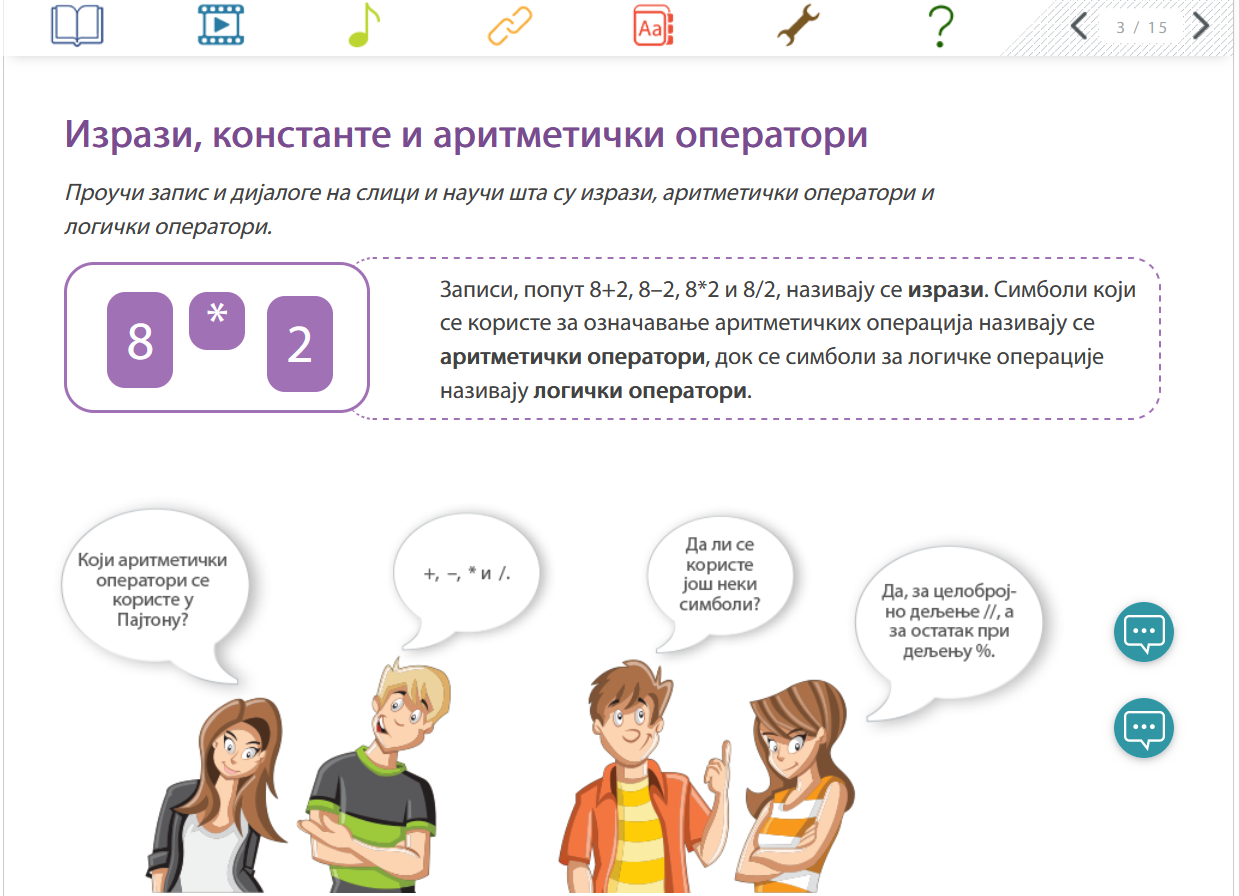 Aa
3 / 15
Изрази, константе и аритметички оператори
Проучи запис и дијалоге на слици и научи шта су изрази, аритметички оператори и
логички оператори.
8 * 2
Записи, попут 8+2, 8–2, 8*2 и 8/2, називају се изрази. Симболи који
се користе за означавање аритметичких операција називају се
аритметички оператори, док се симболи за логичке операције
називају логички оператори.
Који аритметички
оператори се
користе у
Пајтону?
+, –, * и /.
Да ли се
користе
још неки
симболи?
Да, за целоброј-
но дељење //, а
за остатак при
дељењу %.